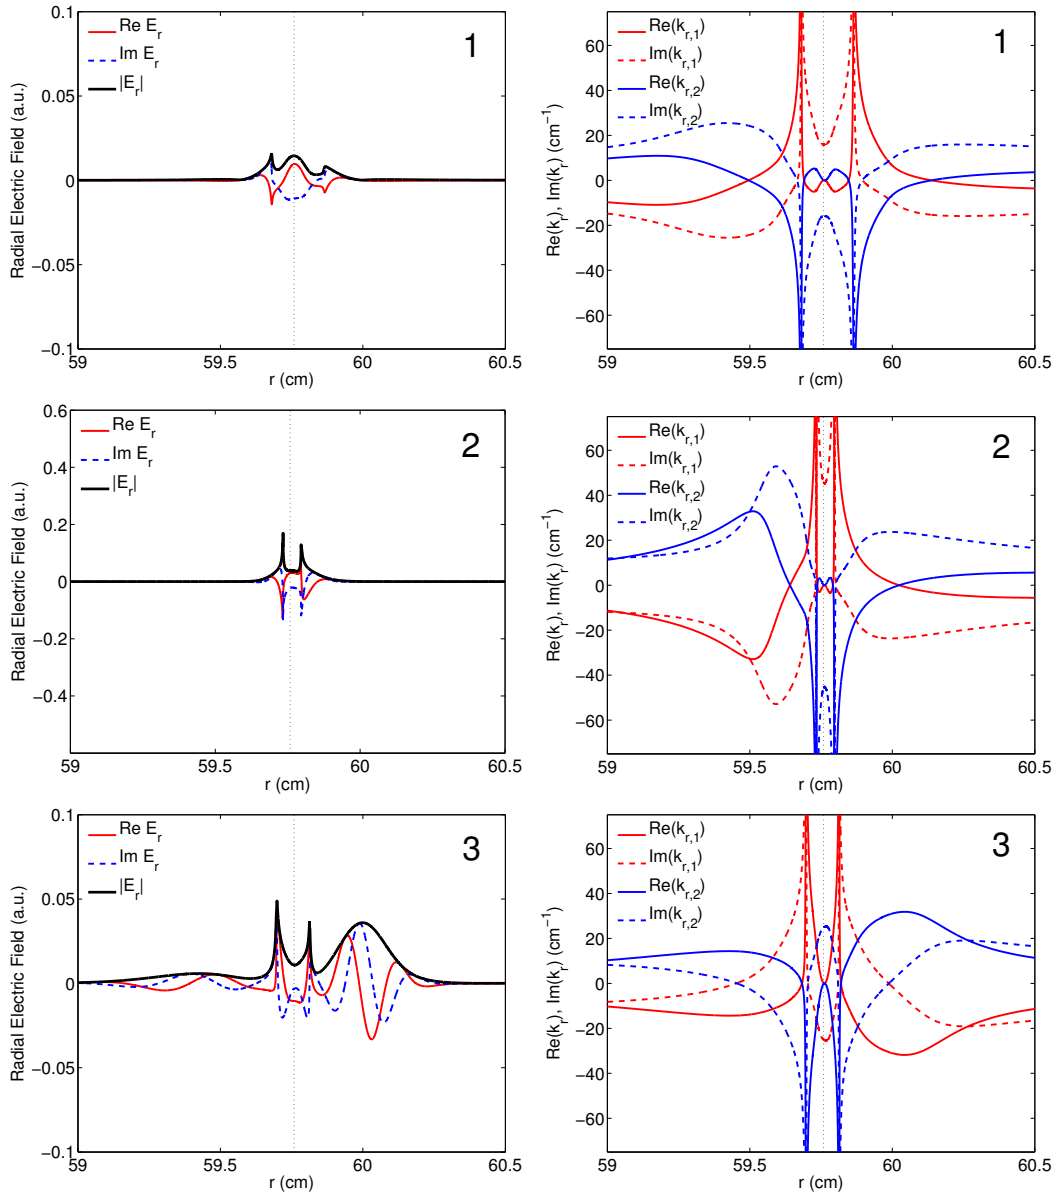 0.1
0.05
0
−0.05
−0.1
Radial Electric Field (a.u.)
Re E_r
Im E_r
|E_r|
1
59 59.5 60 60.5
r (cm)
60
40
20
0
−20
−40
−60
Re(k_r), Im(k_r) (cm⁻¹)
Re(k_r,1)
Im(k_r,1)
Re(k_r,2)
Im(k_r,2)
1
59 59.5 60 60.5
r (cm)
0.6
0.4
0.2
0
−0.2
−0.4
Radial Electric Field (a.u.)
Re E_r
Im E_r
|E_r|
2
59 59.5 60 60.5
r (cm)
60
40
20
0
−20
−40
−60
Re(k_r), Im(k_r) (cm⁻¹)
Re(k_r,1)
Im(k_r,1)
Re(k_r,2)
Im(k_r,2)
2
59 59.5 60 60.5
r (cm)
0.1
0.05
0
−0.05
−0.1
Radial Electric Field (a.u.)
Re E_r
Im E_r
|E_r|
3
59 59.5 60 60.5
r (cm)
60
40
20
0
−20
−40
−60
Re(k_r), Im(k_r) (cm⁻¹)
Re(k_r,1)
Im(k_r,1)
Re(k_r,2)
Im(k_r,2)
3
59 59.5 60 60.5
r (cm)